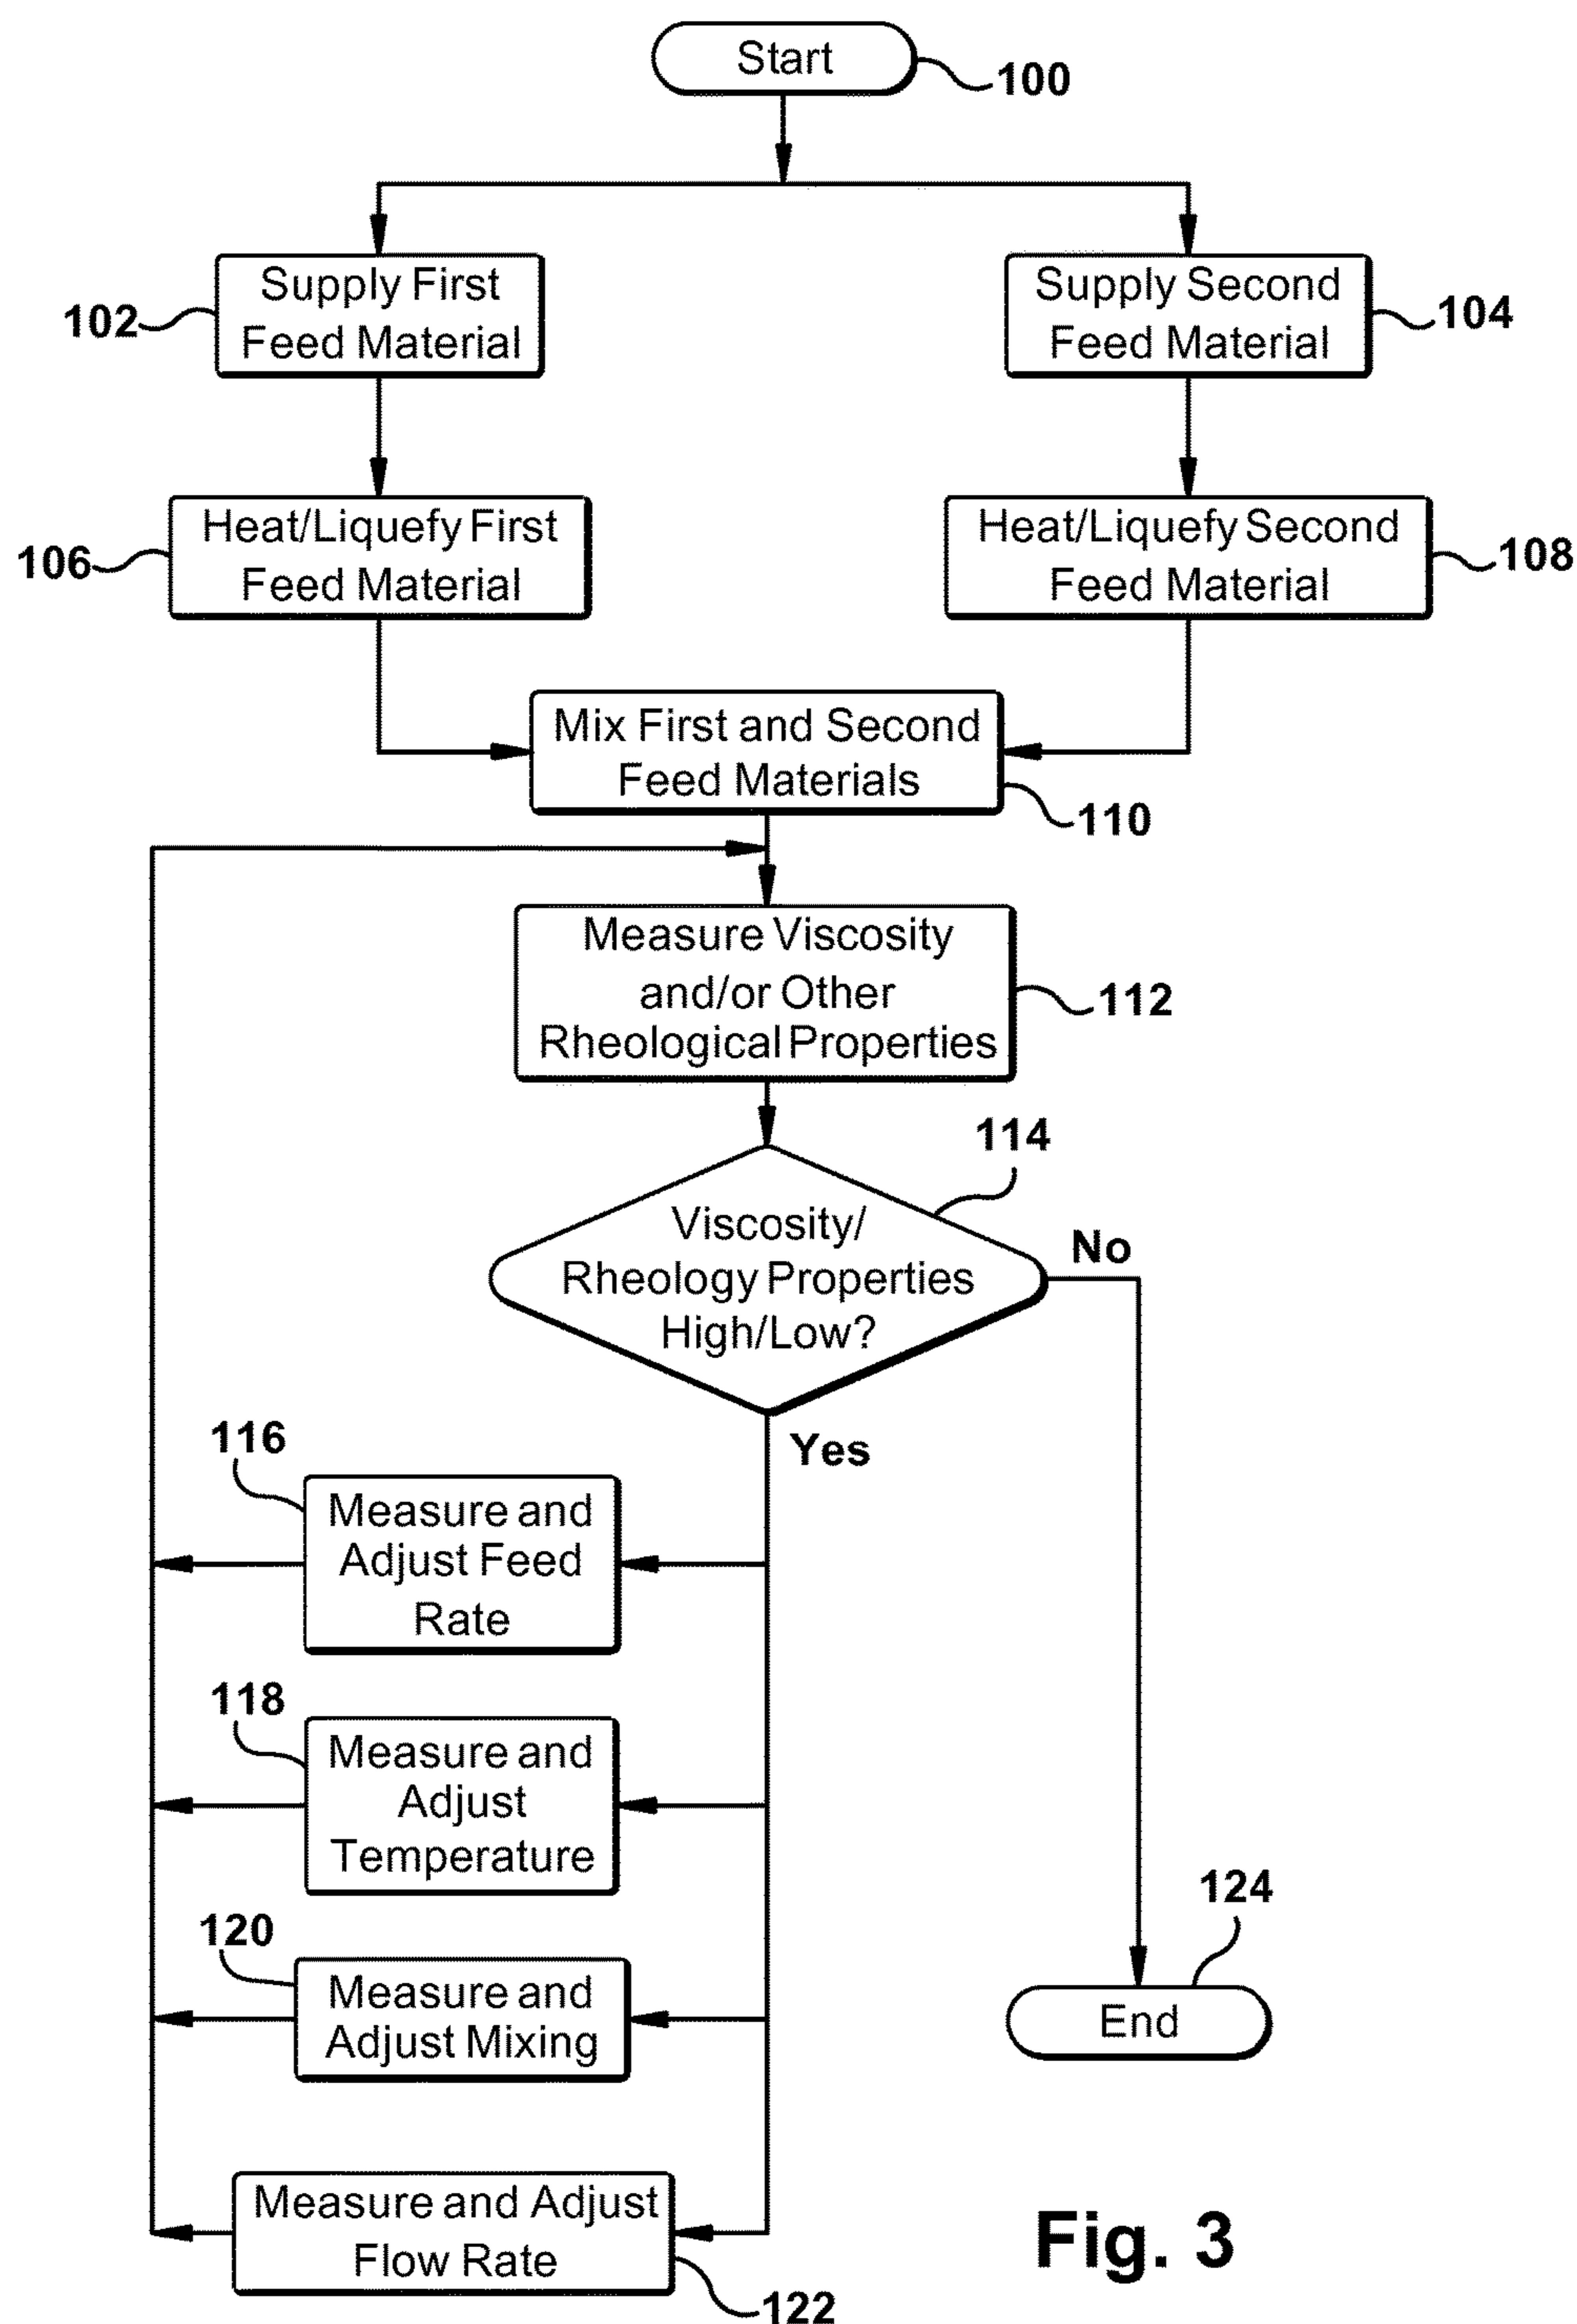 Start
100
Supply First
Feed Material
102
Supply Second
Feed Material
104
Heat/Liquefy First
Feed Material
106
Heat/Liquefy Second
Feed Material
108
Mix First and Second
Feed Materials
110
Measure Viscosity
and/or Other
Rheological Properties
112
114
Viscosity/
Rheology Properties
High/Low?
No
Yes
116
Measure and
Adjust Feed
Rate
118
Measure and
Adjust
Temperature
120
Measure and
Adjust Mixing
124
End
Measure and Adjust
Flow Rate
122
Fig. 3